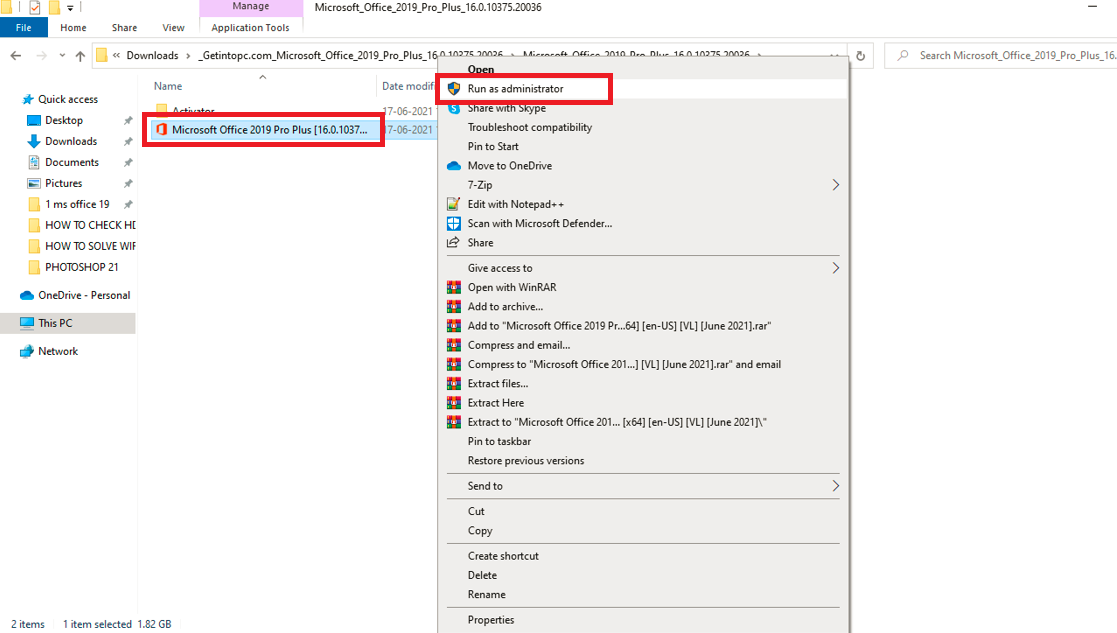 Manage
Microsoft_Office_2019_Pro_Plus_16.0.10375.20036
File
Home
Share
View
Application Tools
« Downloads › _Getintopc.com_Microsoft_Office_2019_Pro_Plus_16.0.10375.20036 › Microsoft_Office_2019_Pro_Plus_16.0.10375.20036 ›
Search Microsoft_Office_2019_Pro_Plus_16.
Name
Date modifi
Quick access
Desktop
Downloads
Documents
Pictures
1 ms office 19
HOW TO CHECK HD
HOW TO SOLVE WIF
PHOTOSHOP 21
OneDrive - Personal
This PC
Network
Activator
17-06-2021
Microsoft Office 2019 Pro Plus [16.0.1037...
17-06-2021
Open
Run as administrator
Share with Skype
Troubleshoot compatibility
Pin to Start
Move to OneDrive
7-Zip
Edit with Notepad++
Scan with Microsoft Defender...
Share
Give access to
Open with WinRAR
Add to archive...
Add to "Microsoft Office 2019 Pr...64] [en-US] [VL] [June 2021].rar"
Compress and email...
Compress to "Microsoft Office 201...] [VL] [June 2021].rar" and email
Extract files...
Extract Here
Extract to "Microsoft Office 201... [x64] [en-US] [VL] [June 2021]\"
Pin to taskbar
Restore previous versions
Send to
Cut
Copy
Create shortcut
Delete
Rename
Properties
2 items
1 item selected 1.82 GB